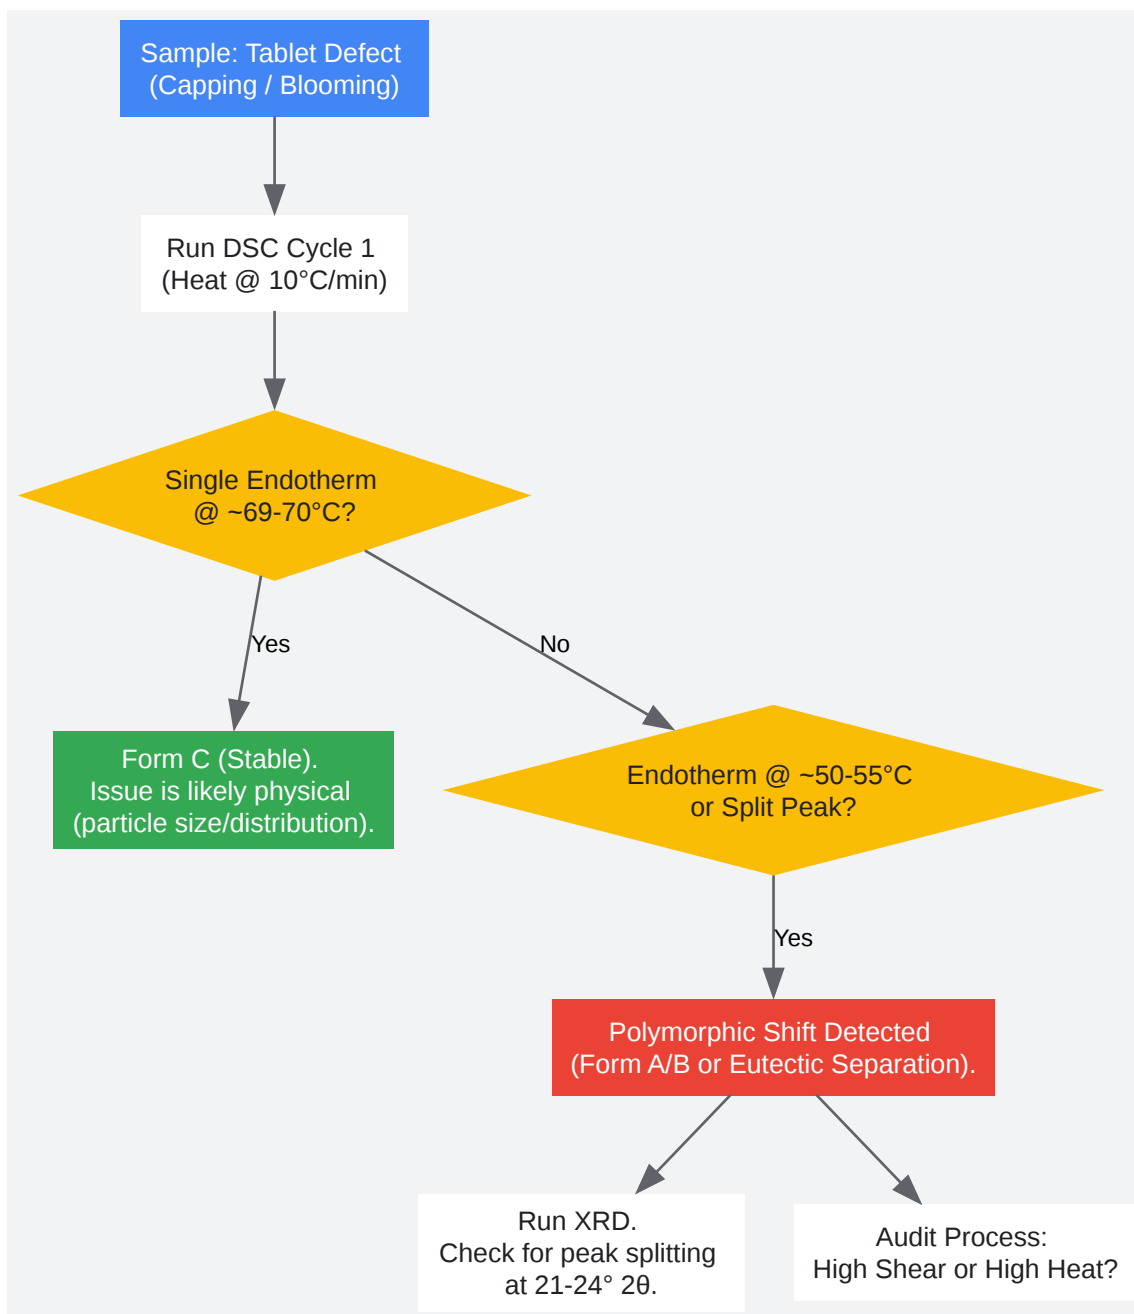 Sample: Tablet Defect
(Capping / Blooming)
Run DSC Cycle 1
(Heat @ 10°C/min)
Single Endotherm
@ ~69-70°C?
Yes
No
Form C (Stable).
Issue is likely physical
(particle size/distribution).
Endotherm @ ~50-55°C
or Split Peak?
Yes
Polymorphic Shift Detected
(Form A/B or Eutectic Separation).
Run XRD.
Check for peak splitting
at 21-24° 2θ.
Audit Process:
High Shear or High Heat?